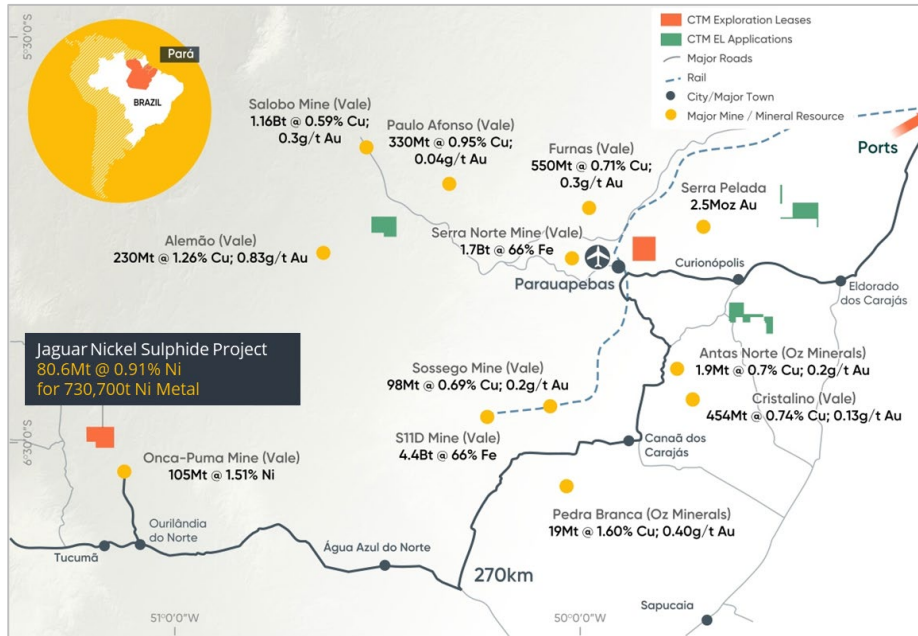 5º30'0"S
Pará
BRAZIL
CTM Exploration Leases
CTM EL Applications
Major Roads
Rail
City/Major Town
Major Mine / Mineral Resource
Ports
Salobo Mine (Vale)
1.16Bt @ 0.59% Cu;
0.3g/t Au
Paulo Afonso (Vale)
330Mt @ 0.95% Cu;
0.04g/t Au
Furnas (Vale)
550Mt @ 0.71% Cu;
0.3g/t Au
Serra Pelada
2.5Moz Au
Alemão (Vale)
230Mt @ 1.26% Cu; 0.83g/t Au
Serra Norte Mine (Vale)
1.7Bt @ 66% Fe
Parauapebas
Curionópolis
Eldorado
dos Carajás
Jaguar Nickel Sulphide Project
80.6Mt @ 0.91% Ni
for 730,700t Ni Metal
Sossego Mine (Vale)
98Mt @ 0.69% Cu; 0.2g/t Au
Antas Norte (Oz Minerals)
1.9Mt @ 0.7% Cu; 0.2g/t Au
Cristalino (Vale)
454Mt @ 0.74% Cu; 0.13g/t Au
6º30'0"S
S11D Mine (Vale)
4.4Bt @ 66% Fe
Canaã dos
Carajás
Onca-Puma Mine (Vale)
105Mt @ 1.51% Ni
Pedra Branca (Oz Minerals)
19Mt @ 1.60% Cu; 0.40g/t Au
Ourilândia
do Norte
Tucumã
Água Azul do Norte
270km
Sapucaia
51º0'0"W
50º0'0"W